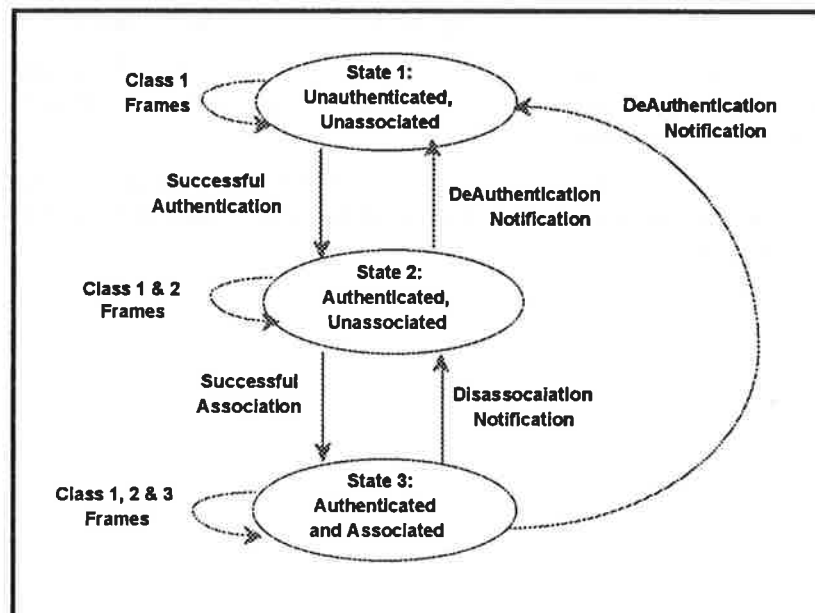 State 1:
Unauthenticated,
Unassociated
Class 1
Frames
DeAuthentication
Notification
Successful
Authentication
DeAuthentication
Notification
State 2:
Authenticated,
Unassociated
Class 1 & 2
Frames
Successful
Association
Disassocaiation
Notification
State 3:
Authenticated
and Associated
Class 1, 2 & 3
Frames